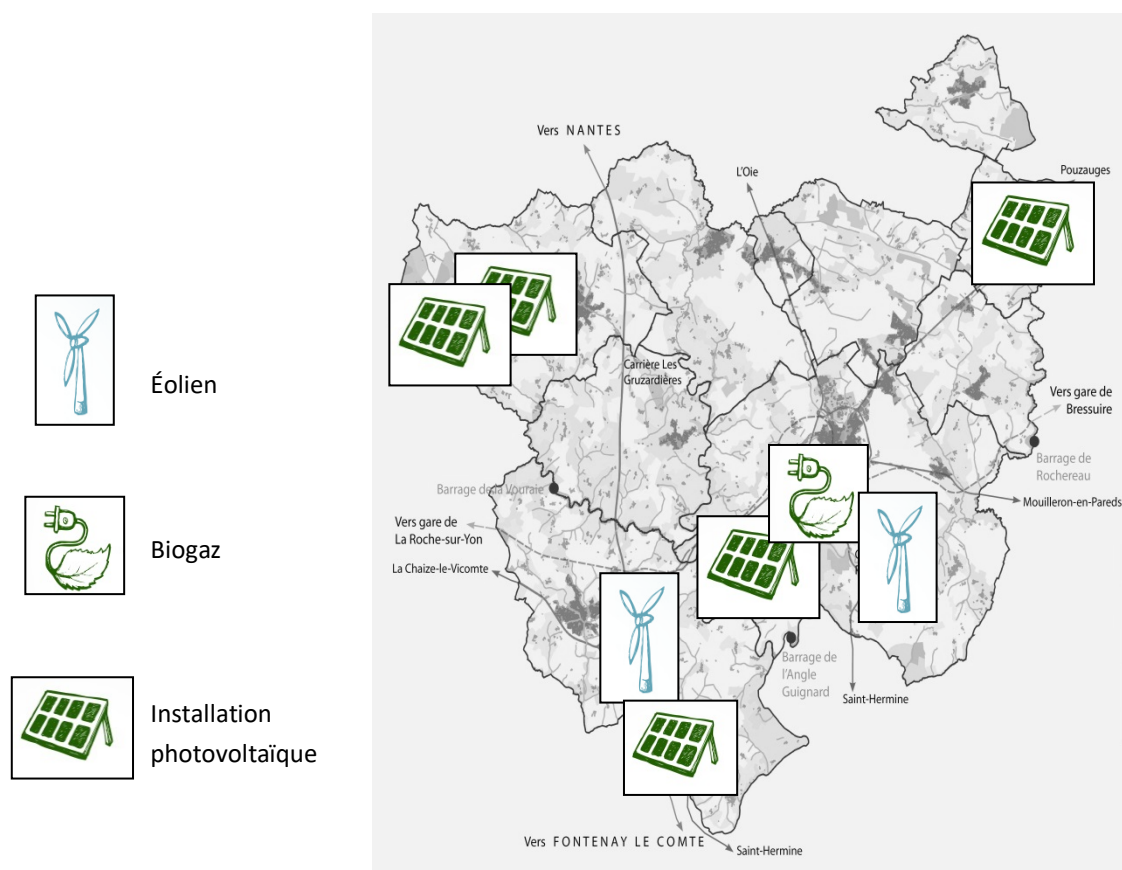 Éolien
Biogaz
Installation
photovoltaïque
Vers NANTES
L'Oie
Pouzauges
Carrière Les
Gruzardières
Vers gare de
Bressuire
Barrage de
Rochereau
Barrage de la Vouraie
Mouilleron-en-Pareds
Vers gare de
La Roche-sur-Yon
La Chaize-le-Vicomte
Barrage de
l'Angle
Guignard
Saint-Hermine
Vers FONTENAY LE COMTE
Saint-Hermine